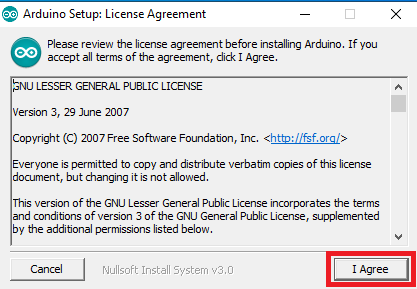 Arduino Setup: License Agreement
Please review the license agreement before installing Arduino. If you
accept all terms of the agreement, click I Agree.
GNU LESSER GENERAL PUBLIC LICENSE
Version 3, 29 June 2007
Copyright (C) 2007 Free Software Foundation, Inc. <http://fsf.org/>
Everyone is permitted to copy and distribute verbatim copies of this license
document, but changing it is not allowed.
This version of the GNU Lesser General Public License incorporates the terms
and conditions of version 3 of the GNU General Public License, supplemented
by the additional permissions listed below.
Cancel Nullsoft Install System v3.0 I Agree